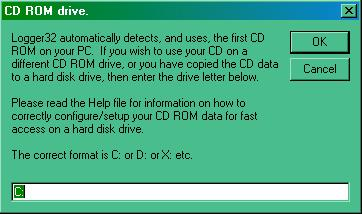 CD ROM drive.
Logger32 automatically detects, and uses, the first CD
ROM on your PC. If you wish to use your CD on a
different CD ROM drive, or you have copied the CD data
to a hard disk drive, then enter the drive letter below.
OK
Cancel
Please read the Help file for information on how to
correctly configure/setup your CD ROM data for fast
access on a hard disk drive.
The correct format is C: or D: or X: etc.
C: